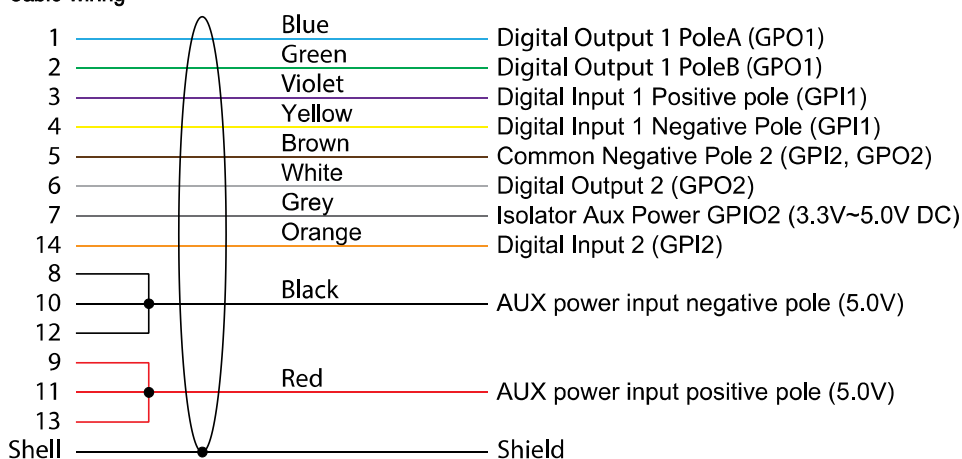 Cable Wiring
1 Blue Digital Output 1 PoleA (GPO1)
2 Green Digital Output 1 PoleB (GPO1)
3 Violet Digital Input 1 Positive pole (GPI1)
4 Yellow Digital Input 1 Negative Pole (GPI1)
5 Brown Common Negative Pole 2 (GPI2, GPO2)
6 White Digital Output 2 (GPO2)
7 Grey Isolator Aux Power GPIO2 (3.3V~5.0V DC)
14 Orange Digital Input 2 (GPI2)
8
10 Black AUX power input negative pole (5.0V)
12
9
11 Red AUX power input positive pole (5.0V)
13
Shell Shield